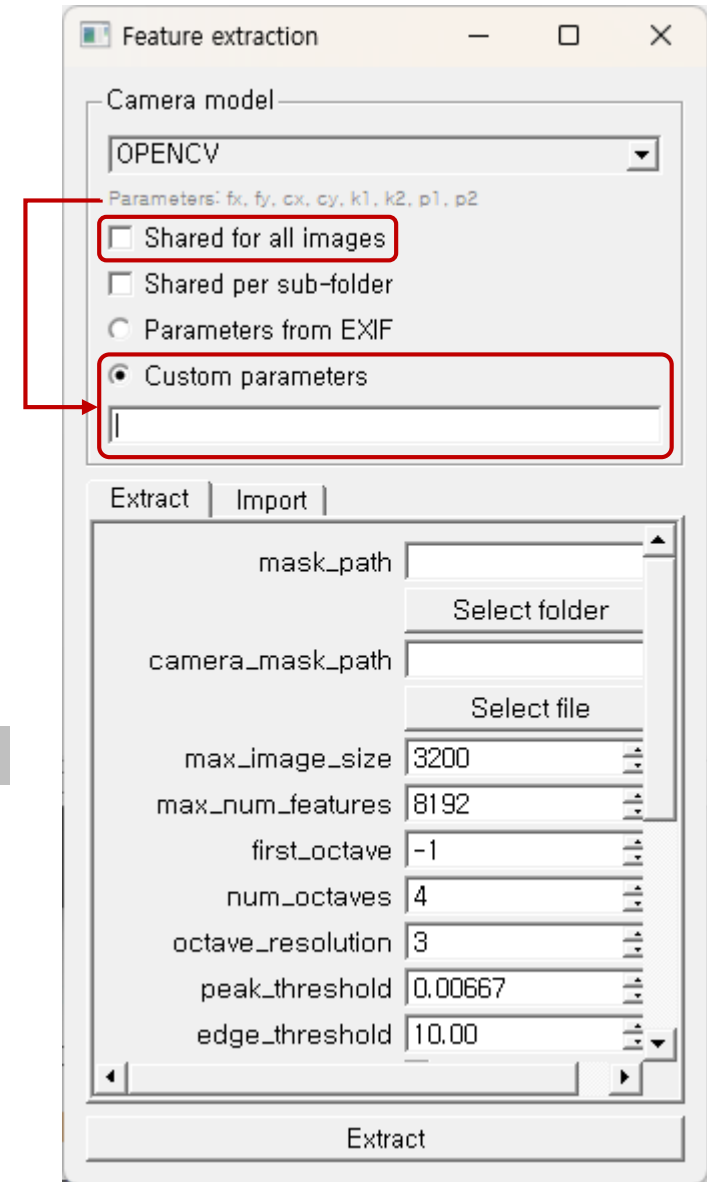 Feature extraction
Camera model
OPENCV
Parameters: fx, fy, cx, cy, k1, k2, p1, p2
Shared for all images
Shared per sub-folder
Parameters from EXIF
Custom parameters
Extract Import
mask_path
Select folder
camera_mask_path
Select file
max_image_size 3200
max_num_features 8192
first_octave -1
num_octaves 4
octave_resolution 3
peak_threshold 0.00667
edge_threshold 10.00
Extract